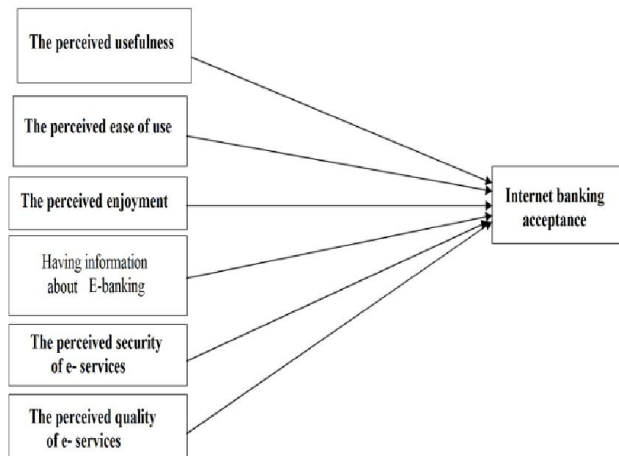 The perceived usefulness
The perceived ease of use
The perceived enjoyment
Having information
about E-banking
The perceived security
of e- services
The perceived quality
of e- services
Internet banking
acceptance